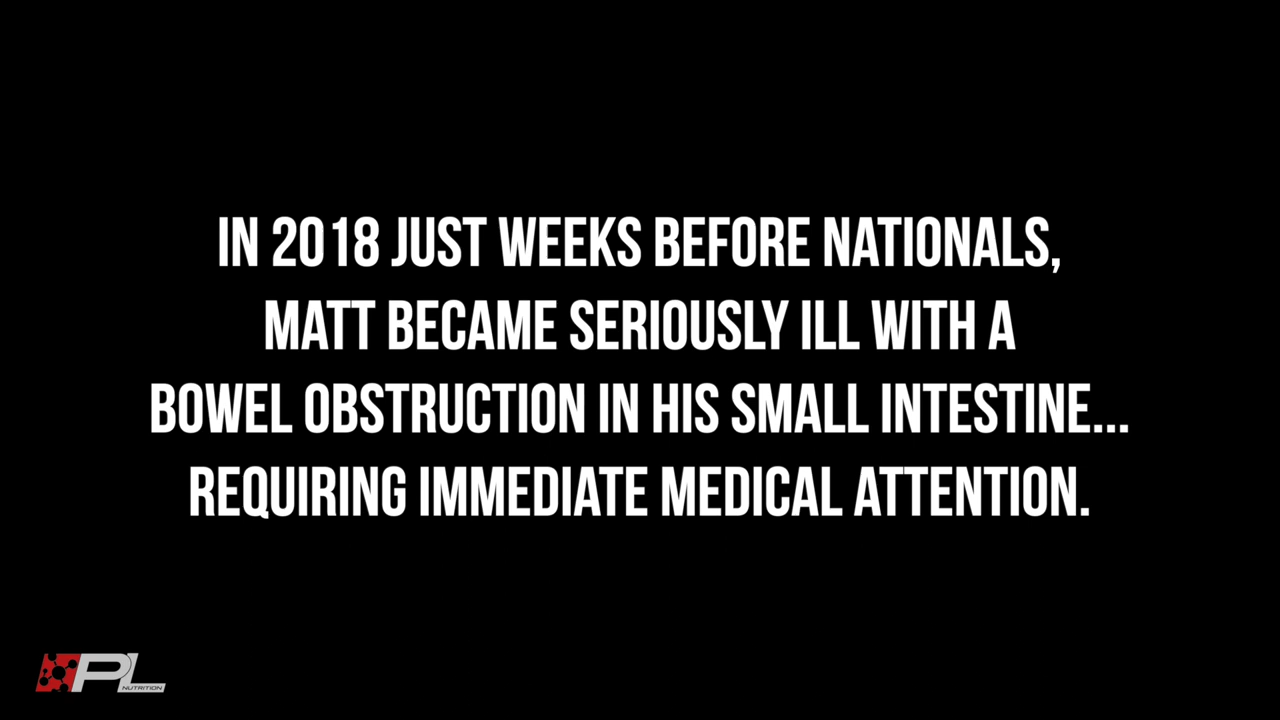 IN 2018 JUST WEEKS BEFORE NATIONALS,
MATT BECAME SERIOUSLY ILL WITH A
BOWEL OBSTRUCTION IN HIS SMALL INTESTINE...
REQUIRING IMMEDIATE MEDICAL ATTENTION.
PL
NUTRITION